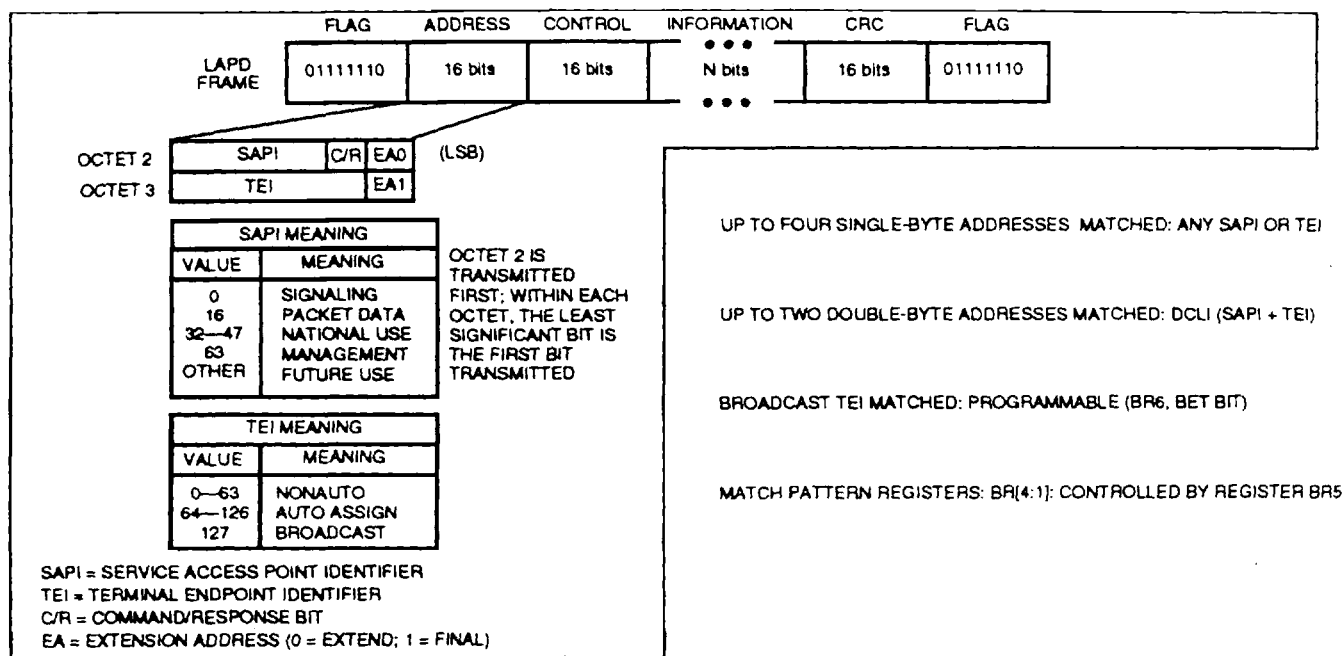 FLAG ADDRESS CONTROL INFORMATION CRC FLAG
LAPD FRAME 01111110 16 bits 16 bits N bits 16 bits 01111110
OCTET 2 SAPI C/R EA0 (LSB)
OCTET 3 TEI EA1
SAPI MEANING
VALUE MEANING
0 SIGNALING
16 PACKET DATA
32—47 NATIONAL USE
63 MANAGEMENT
OTHER FUTURE USE
OCTET 2 IS
TRANSMITTED
FIRST; WITHIN EACH
OCTET, THE LEAST
SIGNIFICANT BIT IS
THE FIRST BIT
TRANSMITTED
TEI MEANING
VALUE MEANING
0—63 NONAUTO
64—126 AUTO ASSIGN
127 BROADCAST
SAPI = SERVICE ACCESS POINT IDENTIFIER
TEI = TERMINAL ENDPOINT IDENTIFIER
C/R = COMMAND/RESPONSE BIT
EA = EXTENSION ADDRESS (0 = EXTEND; 1 = FINAL)
UP TO FOUR SINGLE-BYTE ADDRESSES MATCHED: ANY SAPI OR TEI
UP TO TWO DOUBLE-BYTE ADDRESSES MATCHED: DCLI (SAPI + TEI)
BROADCAST TEI MATCHED: PROGRAMMABLE (BR6, BET BIT)
MATCH PATTERN REGISTERS: BR[4:1]: CONTROLLED BY REGISTER BR5